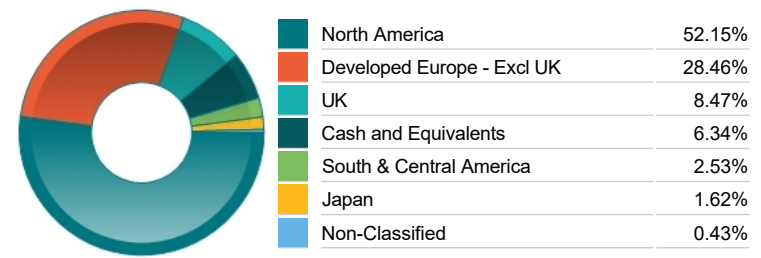 North America 52.15%
Developed Europe - Excl UK 28.46%
UK 8.47%
Cash and Equivalents 6.34%
South & Central America 2.53%
Japan 1.62%
Non-Classified 0.43%